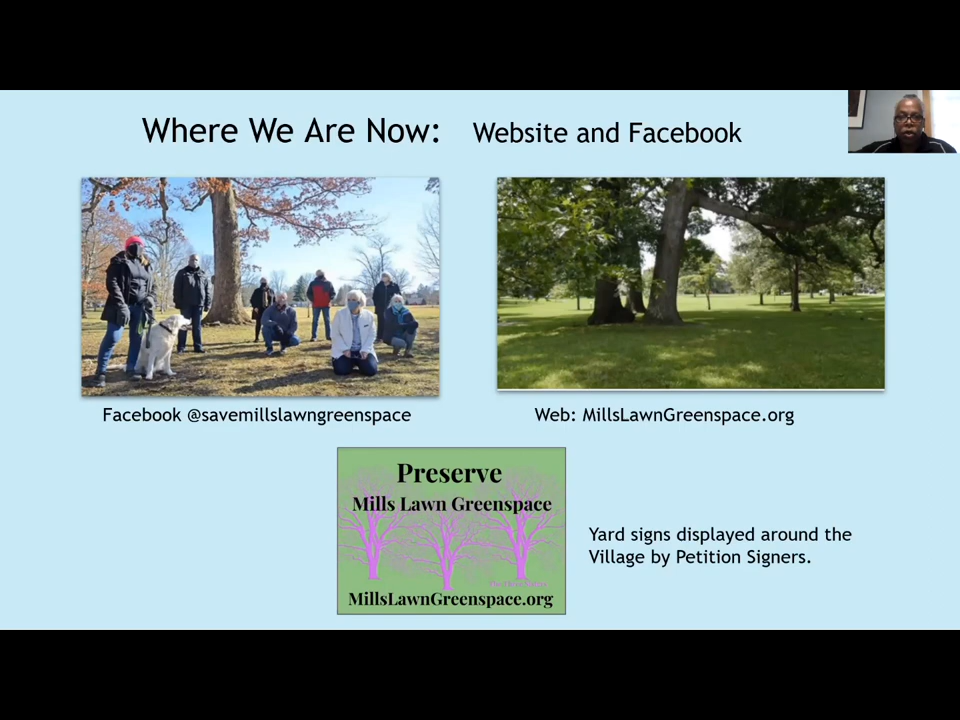 Where We Are Now: Website and Facebook
Facebook @savemillslawngreenspace
Web: MillsLawnGreenspace.org
Preserve
Mills Lawn Greenspace
MillsLawnGreenspace.org
Yard signs displayed around the
Village by Petition Signers.